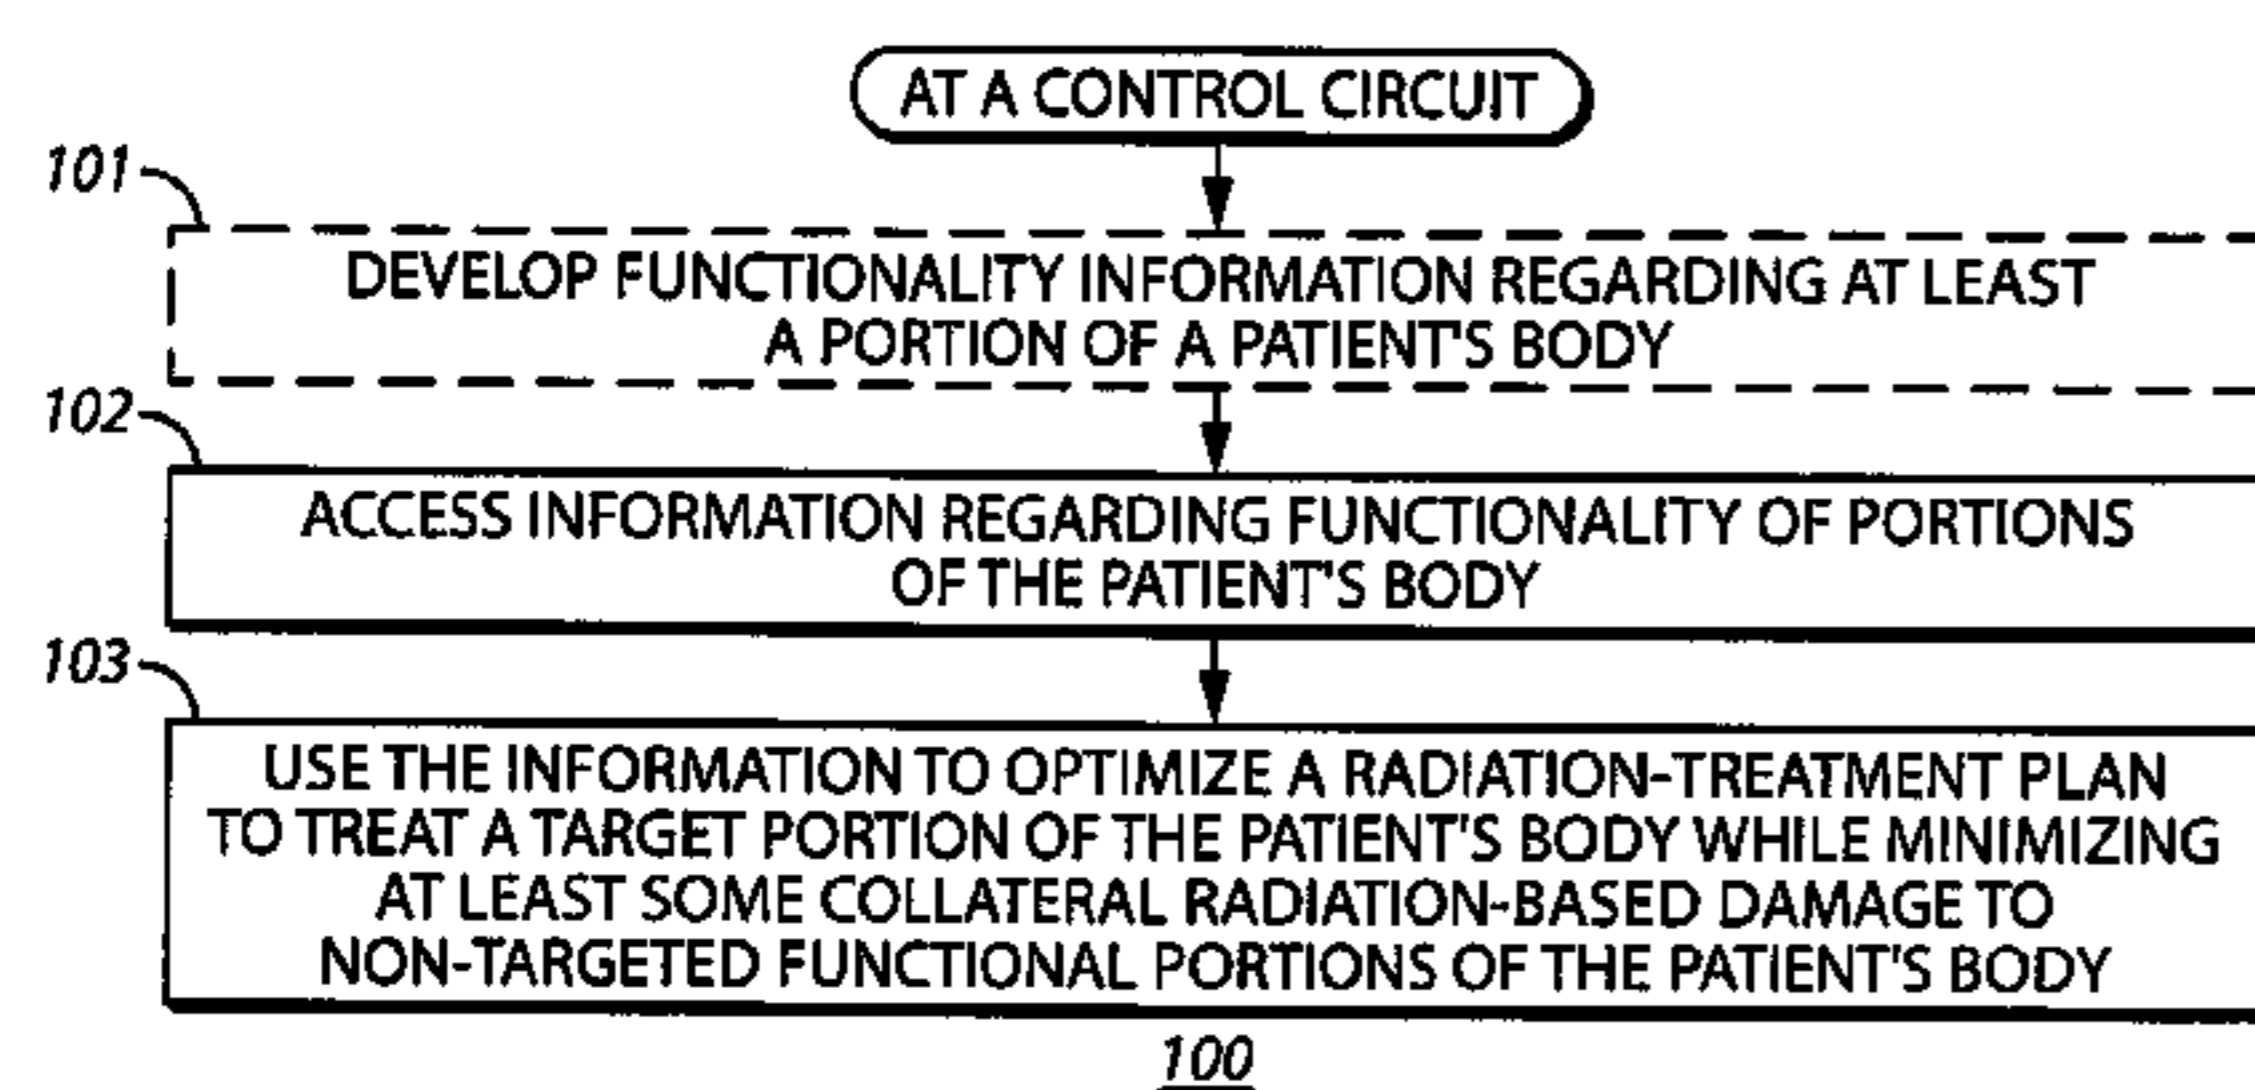 AT A CONTROL CIRCUIT
101
DEVELOP FUNCTIONALITY INFORMATION REGARDING AT LEAST
A PORTION OF A PATIENT'S BODY
102
ACCESS INFORMATION REGARDING FUNCTIONALITY OF PORTIONS
OF THE PATIENT'S BODY
103
USE THE INFORMATION TO OPTIMIZE A RADIATION-TREATMENT PLAN
TO TREAT A TARGET PORTION OF THE PATIENT'S BODY WHILE MINIMIZING
AT LEAST SOME COLLATERAL RADIATION-BASED DAMAGE TO
NON-TARGETED FUNCTIONAL PORTIONS OF THE PATIENT'S BODY
100